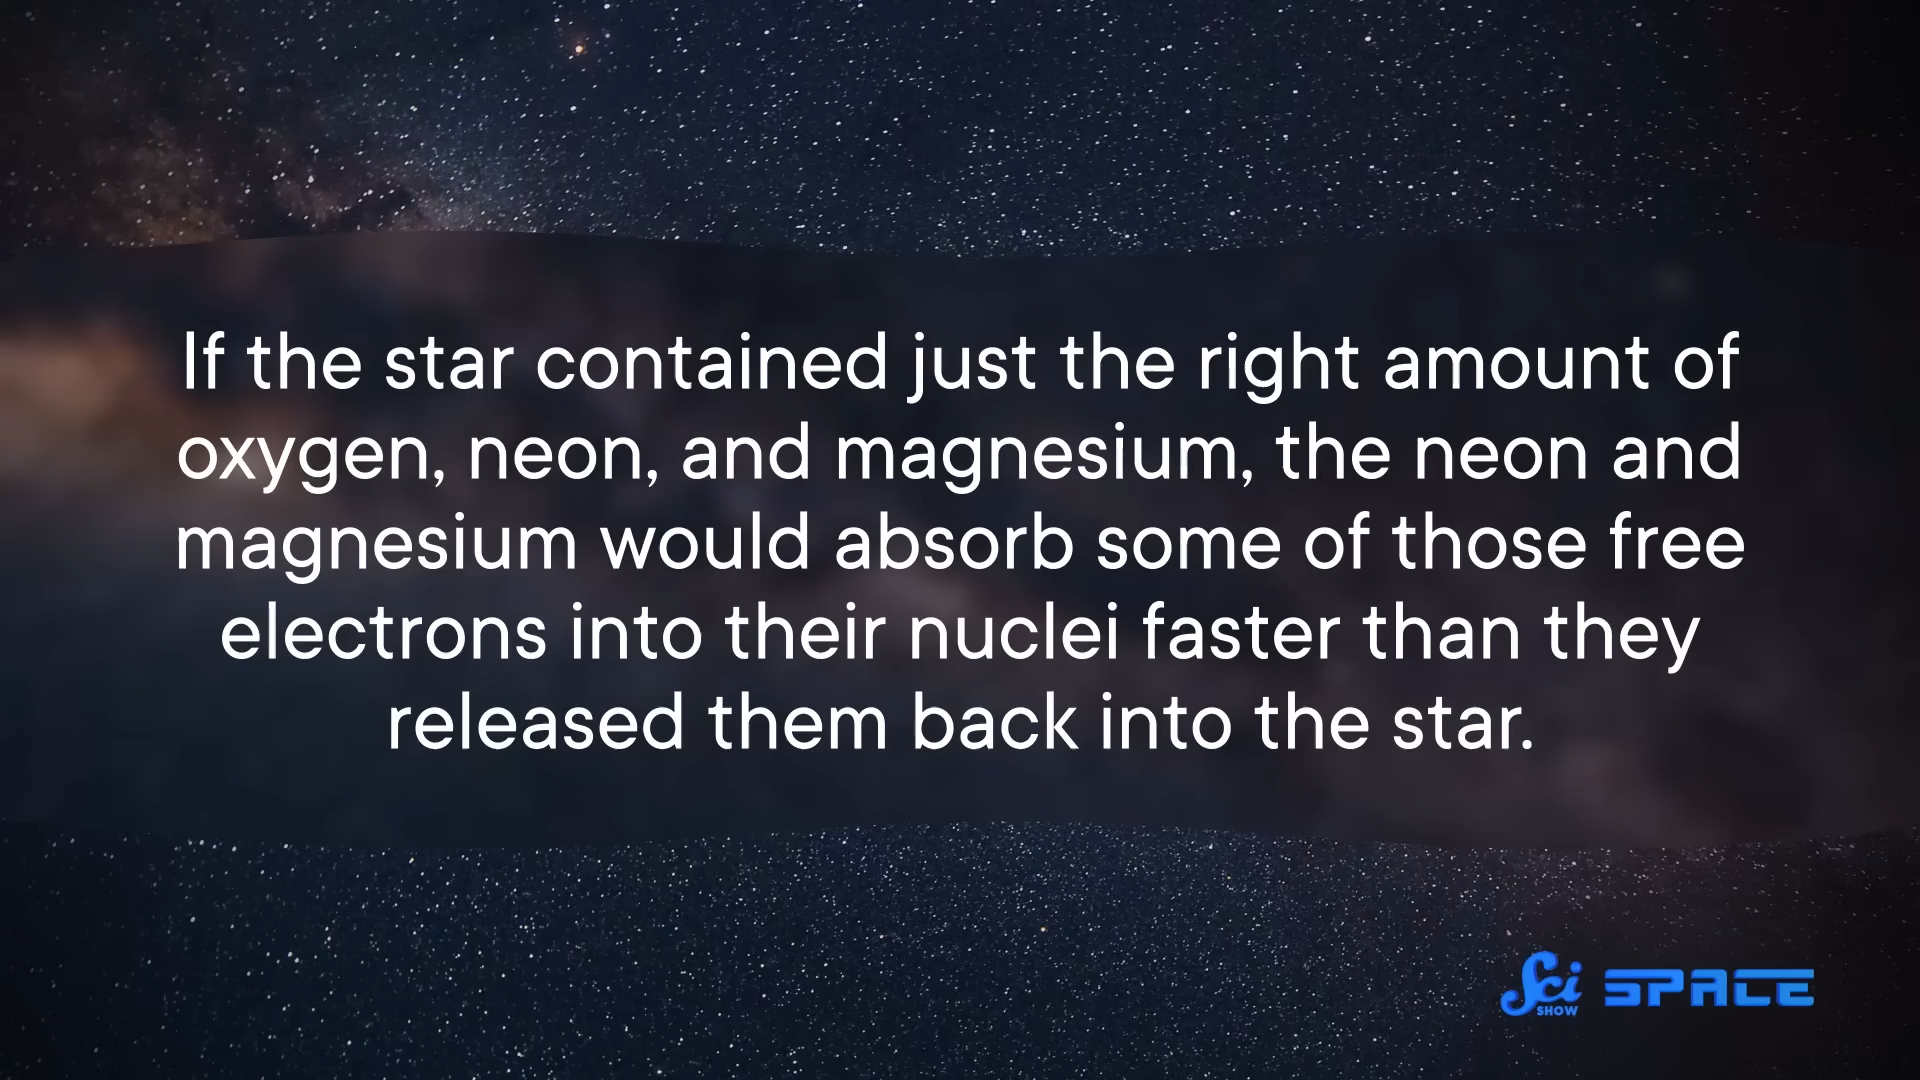 If the star contained just the right amount of
oxygen, neon, and magnesium, the neon and
magnesium would absorb some of those free
electrons into their nuclei faster than they
released them back into the star.
Sci SPACE
SHOW